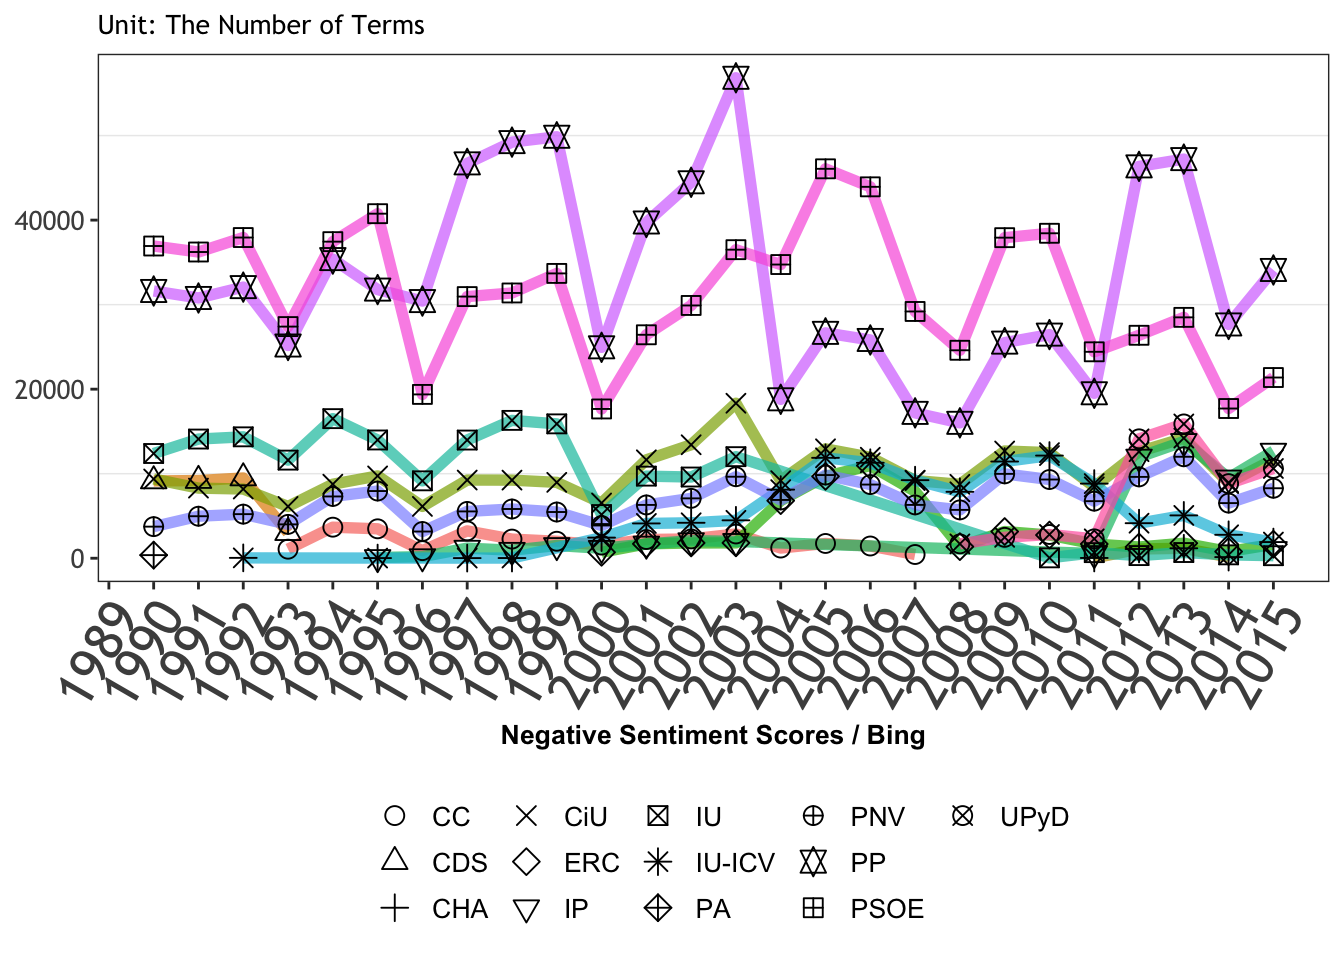 Unit: The Number of Terms
40000
20000
0
1989 1990 1991 1992 1993 1994 1995 1996 1997 1998 1999 2000 2001 2002 2003 2004 2005 2006 2007 2008 2009 2010 2011 2012 2013 2014 2015
Negative Sentiment Scores / Bing
CC CiU IU PNV UPyD
CDS ERC IU-ICV PP
CHA IP PA PSOE